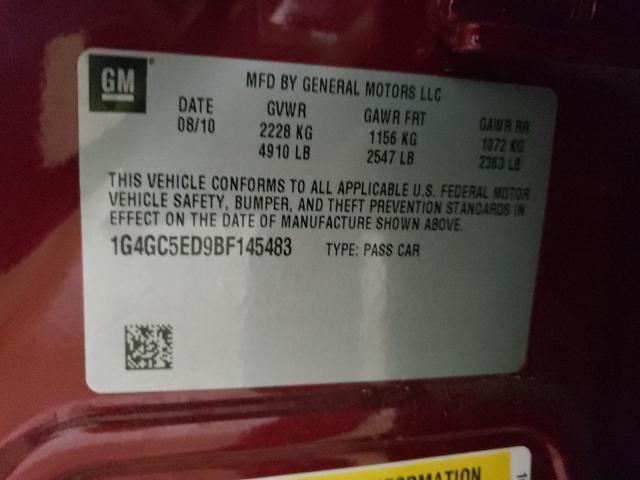 GM
MFD BY GENERAL MOTORS LLC
DATE GVWR GAWR FRT GAWR RR
08/10 2228 KG 1156 KG 1072 KG
4910 LB 2547 LB 2363 LB
THIS VEHICLE CONFORMS TO ALL APPLICABLE U.S. FEDERAL MOTOR
VEHICLE SAFETY, BUMPER, AND THEFT PREVENTION STANDARDS IN
EFFECT ON THE DATE OF MANUFACTURE SHOWN ABOVE.
1G4GC5ED9BF145483 TYPE: PASS CAR